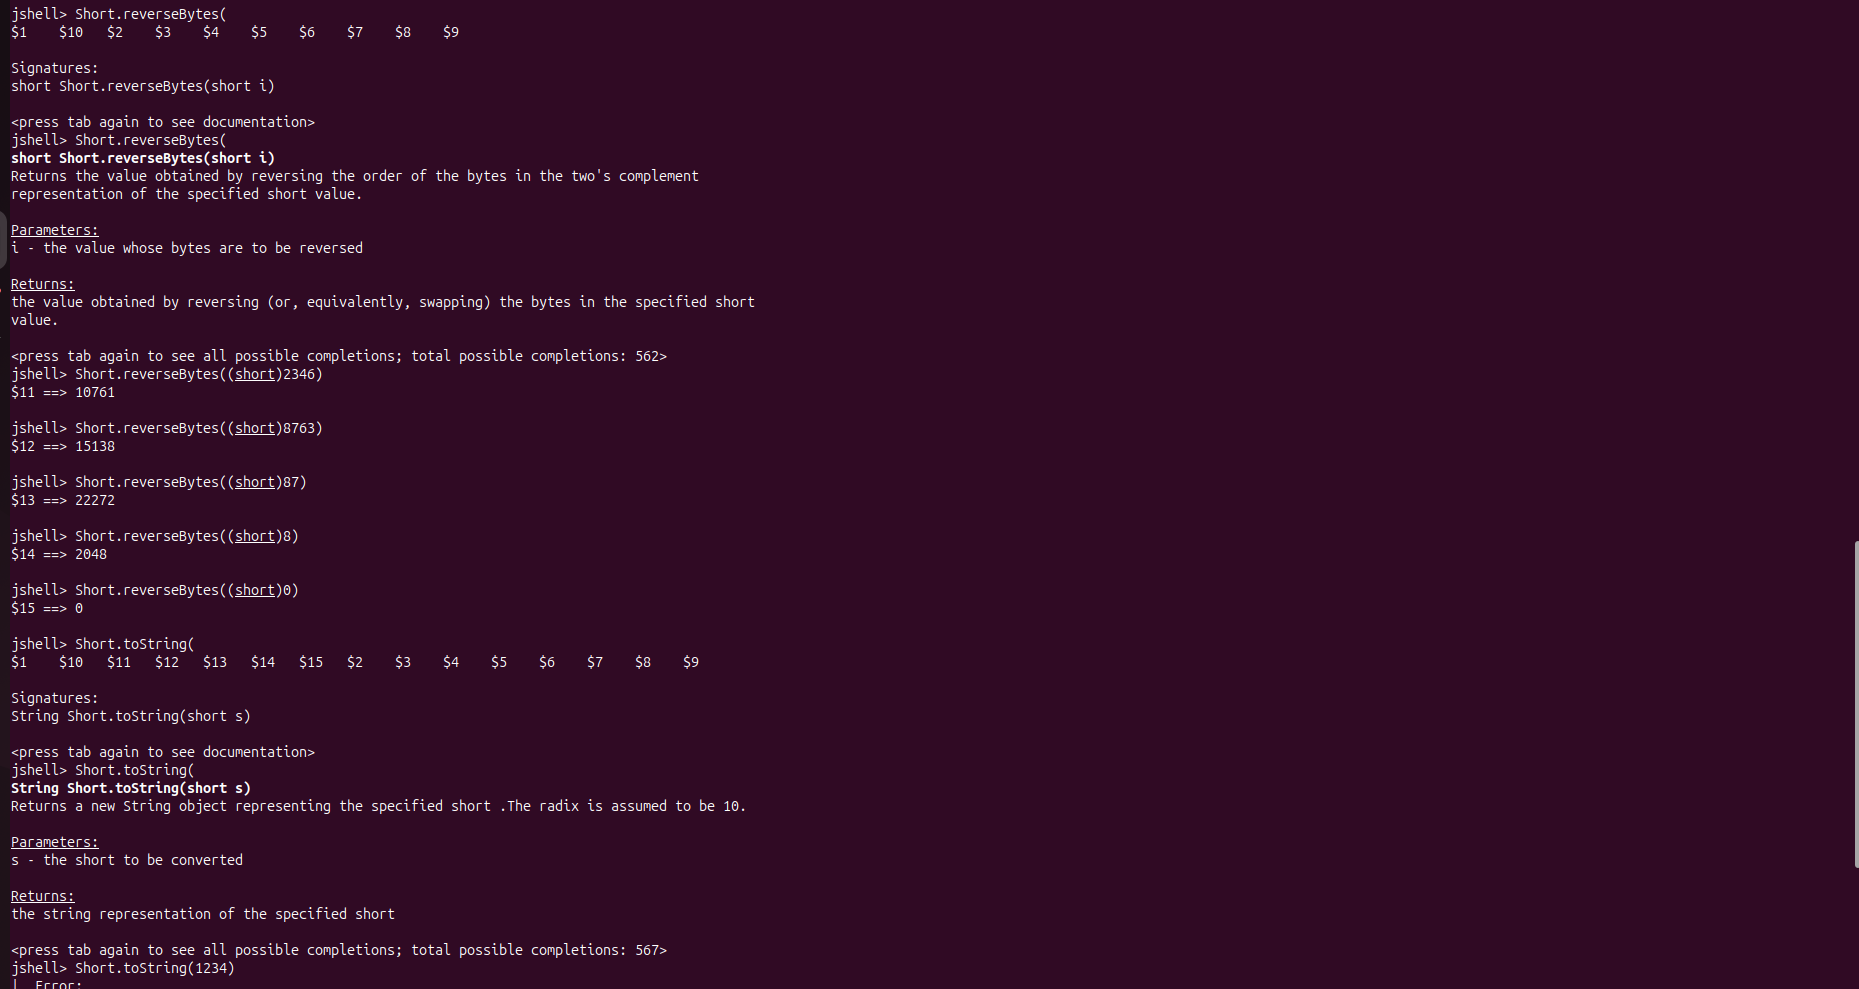 jshell> Short.reverseBytes(
$1    $10   $2    $3    $4    $5    $6    $7    $8    $9
Signatures:
short Short.reverseBytes(short i)
<press tab again to see documentation>
jshell> Short.reverseBytes(
short Short.reverseBytes(short i)
Returns the value obtained by reversing the order of the bytes in the two's complement
representation of the specified short value.
Parameters:
i - the value whose bytes are to be reversed
Returns:
the value obtained by reversing (or, equivalently, swapping) the bytes in the specified short
value.
<press tab again to see all possible completions; total possible completions: 562>
jshell> Short.reverseBytes((short)2346)
$11 ==> 10761
jshell> Short.reverseBytes((short)8763)
$12 ==> 15138
jshell> Short.reverseBytes((short)87)
$13 ==> 22272
jshell> Short.reverseBytes((short)8)
$14 ==> 2048
jshell> Short.reverseBytes((short)0)
$15 ==> 0
jshell> Short.toString(
$1    $10   $11   $12   $13   $14   $15   $2    $3    $4    $5    $6    $7    $8    $9
Signatures:
String Short.toString(short s)
<press tab again to see documentation>
jshell> Short.toString(
String Short.toString(short s)
Returns a new String object representing the specified short .The radix is assumed to be 10.
Parameters:
s - the short to be converted
Returns:
the string representation of the specified short
<press tab again to see all possible completions; total possible completions: 567>
jshell> Short.toString(1234)
|  Error: